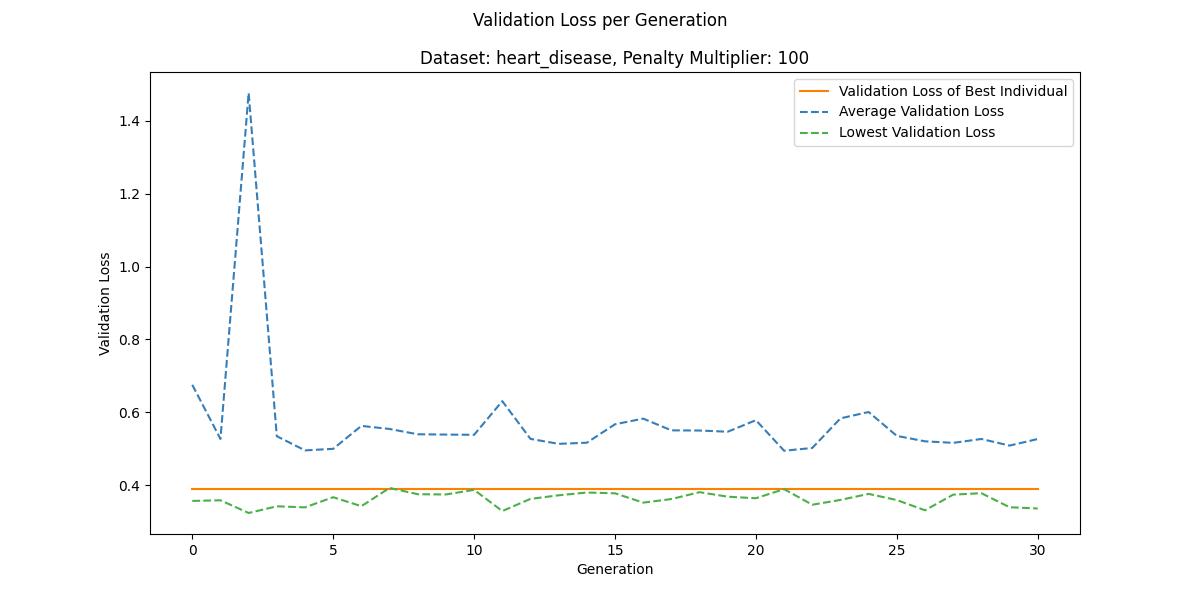 Validation Loss per Generation
Dataset: heart_disease, Penalty Multiplier: 100
Validation Loss of Best Individual
Average Validation Loss
Lowest Validation Loss
1.4
1.2
1.0
0.8
0.6
0.4
Validation Loss
0 5 10 15 20 25 30
Generation